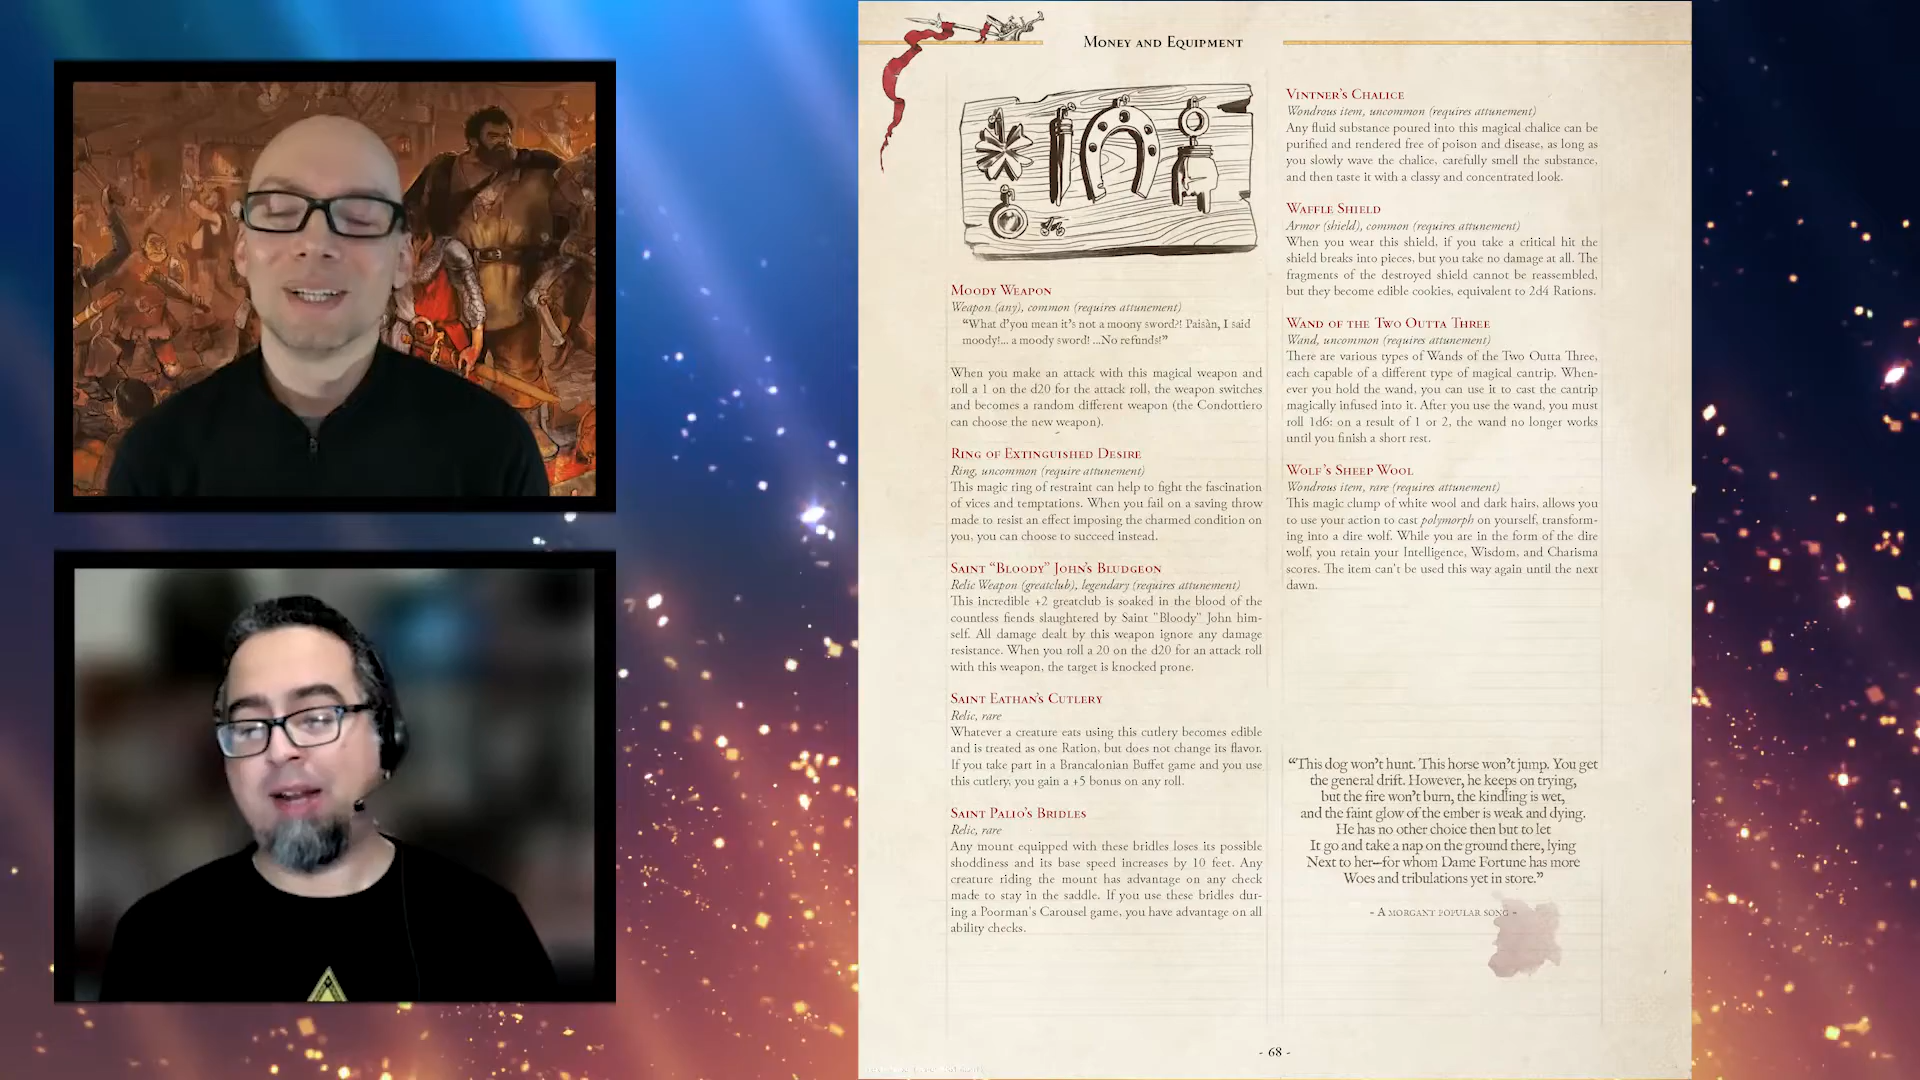 Money and Equipment
Moody Weapon
Weapon (any), common (requires attunement)
“What d’you mean it’s not a moony sword?! Paisàn, I said
moody!... a moody sword! ...No refunds!”
When you make an attack with this magical weapon and
roll a 1 on the d20 for the attack roll, the weapon switches
and becomes a random different weapon (the Condottiero
can choose the new weapon).
Ring of Extinguished Desire
Ring, uncommon (require attunement)
This magic ring of restraint can help to fight the fascination
of vices and temptations. When you fail on a saving throw
made to resist an effect imposing the charmed condition on
you, you can choose to succeed instead.
Saint “Bloody” John’s Bludgeon
Relic Weapon (greatclub), legendary (requires attunement)
This incredible +2 greatclub is soaked in the blood of the
countless fiends slaughtered by Saint "Bloody" John him-
self. All damage dealt by this weapon ignore any damage
resistance. When you roll a 20 on the d20 for an attack roll
with this weapon, the target is knocked prone.
Saint Eathan’s Cutlery
Relic, rare
Whatever a creature eats using this cutlery becomes edible
and is treated as one Ration, but does not change its flavor.
If you take part in a Brancalonian Buffet game and you use
this cutlery, you gain a +5 bonus on any roll.
Saint Palio’s Bridles
Relic, rare
Any mount equipped with these bridles loses its possible
shoddiness and its base speed increases by 10 feet. Any
creature riding the mount has advantage on any check
made to stay in the saddle. If you use these bridles dur-
ing a Poorman's Carousel game, you have advantage on all
ability checks.
Vintner’s Chalice
Wondrous item, uncommon (requires attunement)
Any fluid substance poured into this magical chalice can be
purified and rendered free of poison and disease, as long as
you slowly wave the chalice, carefully smell the substance,
and then taste it with a classy and concentrated look.
Waffle Shield
Armor (shield), common (requires attunement)
When you wear this shield, if you take a critical hit the
shield breaks into pieces, but you take no damage at all. The
fragments of the destroyed shield cannot be reassembled,
but they become edible cookies, equivalent to 2d4 Rations.
Wand of the Two Outta Three
Wand, uncommon (requires attunement)
There are various types of Wands of the Two Outta Three,
each capable of a different type of magical cantrip. When-
ever you hold the wand, you can use it to cast the cantrip
magically infused into it. After you use the wand, you must
roll 1d6: on a result of 1 or 2, the wand no longer works
until you finish a short rest.
Wolf’s Sheep Wool
Wondrous item, rare (requires attunement)
This magic clump of white wool and dark hairs, allows you
to use your action to cast polymorph on yourself, transform-
ing into a dire wolf. While you are in the form of the dire
wolf, you retain your Intelligence, Wisdom, and Charisma
scores. The item can’t be used this way again until the next
dawn.
“This dog won’t hunt. This horse won’t jump. You get
the general drift. However, he keeps on trying,
but the fire won’t burn, the kindling is wet,
and the faint glow of the ember is weak and dying.
He has no other choice then but to let
It go and take a nap on the ground there, lying
Next to her—for whom Dame Fortune has more
Woes and tribulations yet in store.”
- A morgant popular song -
- 68 -